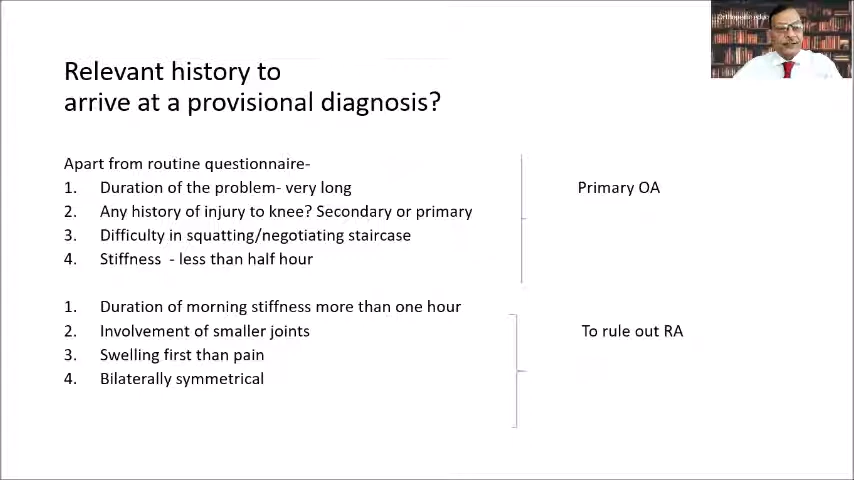 Orthopedic educ
Relevant history to
arrive at a provisional diagnosis?
Apart from routine questionnaire-
1. Duration of the problem- very long
2. Any history of injury to knee? Secondary or primary
3. Difficulty in squatting/negotiating staircase
4. Stiffness - less than half hour
Primary OA
1. Duration of morning stiffness more than one hour
2. Involvement of smaller joints
3. Swelling first than pain
4. Bilaterally symmetrical
To rule out RA